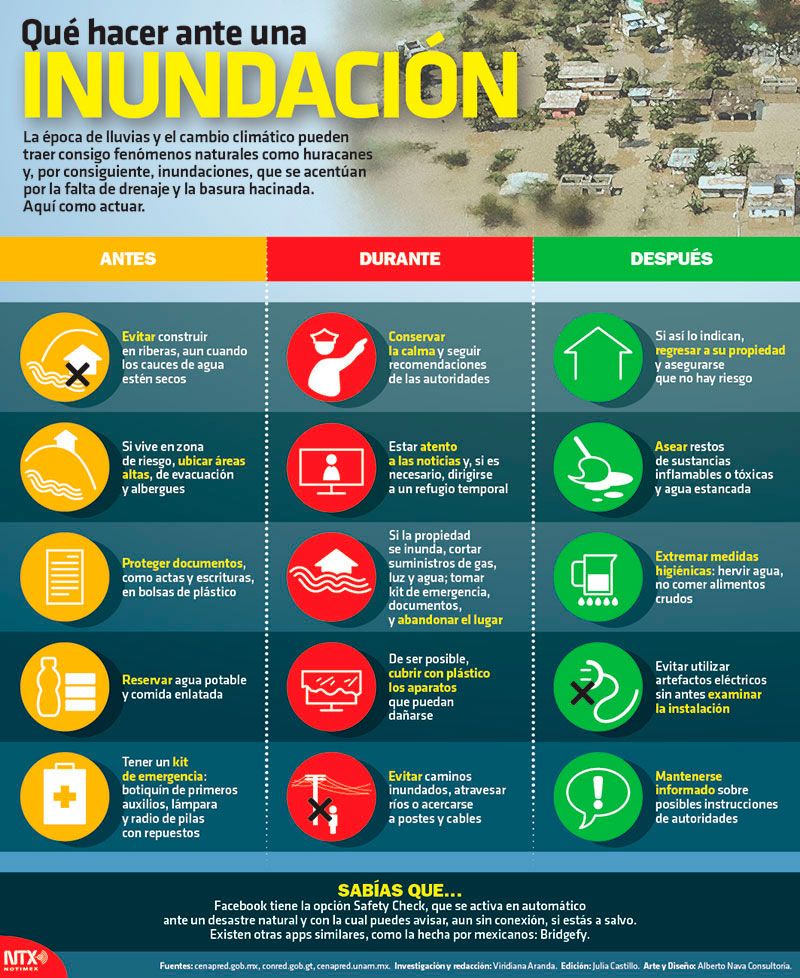 Qué hacer ante una
INUNDACIÓN
La época de lluvias y el cambio climático pueden
traer consigo fenómenos naturales como huracanes
y, por consiguiente, inundaciones, que se acentúan
por la falta de drenaje y la basura hacinada.
Aquí como actuar.
ANTES
Evitar construir
en riberas, aun cuando
los cauces de agua
estén secos
Si vive en zona
de riesgo, ubicar áreas
altas, de evacuación
y albergues
Proteger documentos,
como actas y escrituras,
en bolsas de plástico
Reservar agua potable
y comida enlatada
Tener un kit
de emergencia:
botiquín de primeros
auxilios, lámpara
y radio de pilas
con repuestos
DURANTE
Conservar
la calma y seguir
recomendaciones
de las autoridades
Estar atento
a las noticias y, si es
necesario, dirigirse
a un refugio temporal
Si la propiedad
se inunda, cortar
suministros de gas,
luz y agua; tomar
kit de emergencia,
documentos,
y abandonar el lugar
De ser posible,
cubrir con plástico
los aparatos
que puedan
dañarse
Evitar caminos
inundados, atravesar
ríos o acercarse
a postes y cables
DESPUÉS
Si así lo indican,
regresar a su propiedad
y asegurarse
que no hay riesgo
Asear restos
de sustancias
inflamables o tóxicas
y agua estancada
Extremar medidas
higiénicas: hervir agua,
no comer alimentos
crudos
Evitar utilizar
artefactos eléctricos
sin antes examinar
la instalación
Mantenerse
informado sobre
posibles instrucciones
de autoridades
SABÍAS QUE...
Facebook tiene la opción Safety Check, que se activa en automático
ante un desastre natural y con la cual puedes avisar, aun sin conexión, si estás a salvo.
Existen otras apps similares, como la hecha por mexicanos: Bridgefy.
NTX
NOTIMEX
Fuentes: cenapred.gob.mx, conred.gob.gt, cenapred.unam.mx. Investigación y redacción: Viridiana Aranda. Edición: Julia Castillo. Arte y Diseño: Alberto Nava Consultoría.